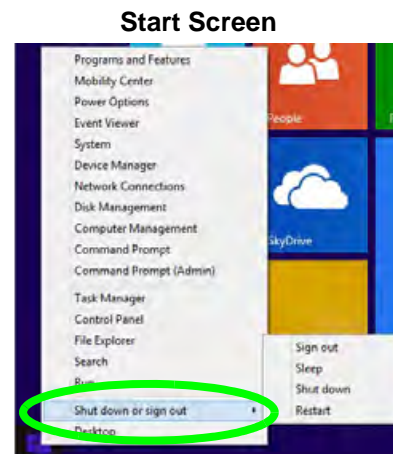 Start Screen
Programs and Features
Mobility Center
Power Options
Event Viewer
System
Device Manager
Network Connections
Disk Management
Computer Management
Command Prompt
Command Prompt (Admin)
Task Manager
Control Panel
File Explorer
Search
Run
Shut down or sign out
Desktop
Sign out
Sleep
Shut down
Restart
People
SkyDrive